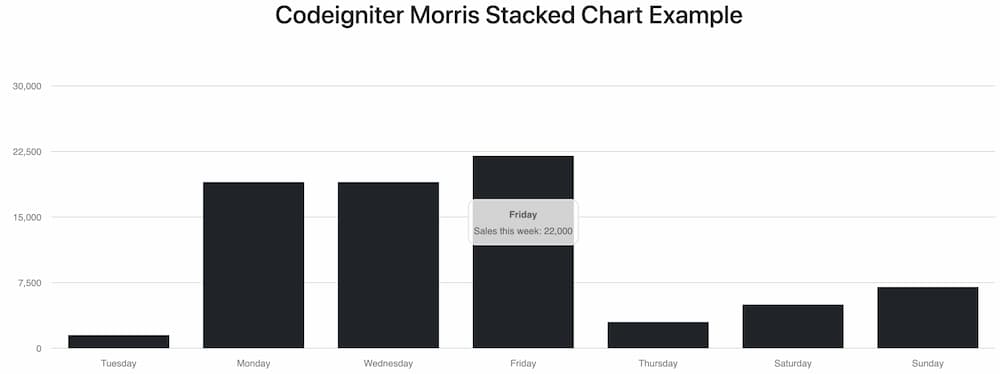 Codeigniter Morris Stacked Chart Example
30,000
22,500
15,000
7,500
0
Friday
Sales this week: 22,000
Tuesday
Monday
Wednesday
Friday
Thursday
Saturday
Sunday